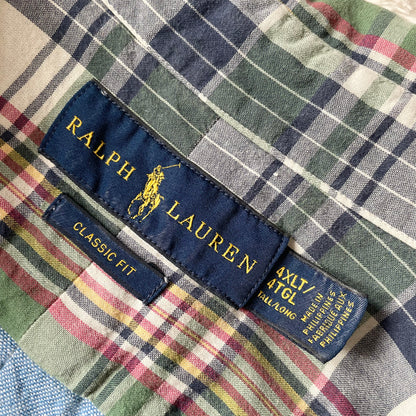 RALPH LAUREN
CLASSIC FIT
4XLT/
4TGL
TALL/LONG
MADE IN
PHILIPPINES
FABRIQUÉ AUX
PHILIPPINES